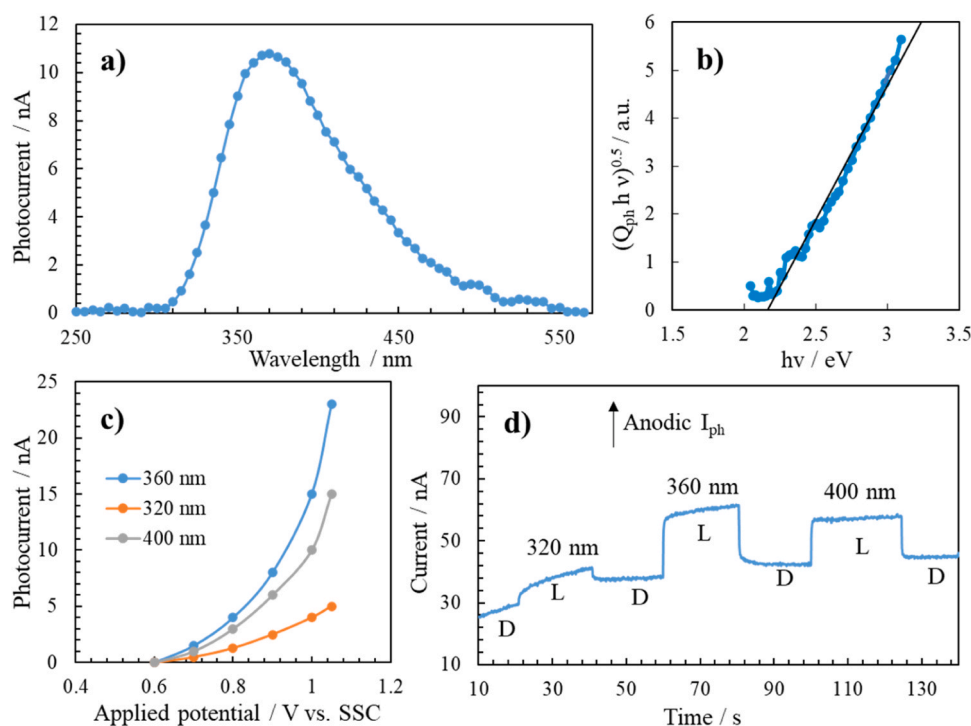 a)
12
10
8
6
4
2
0
Photocurrent / nA
250
350
450
550
Wavelength / nm
b)
6
5
4
3
2
1
0
(Qph h ν)^0.5 / a.u.
1.5
2
2.5
3
3.5
hν / eV
c)
25
20
15
10
5
0
Photocurrent / nA
360 nm
320 nm
400 nm
0.4
0.6
0.8
1
1.2
Applied potential / V vs. SSC
d)
Anodic Iph
90
70
50
30
10
Current / nA
320 nm
360 nm
400 nm
D
L
D
L
D
L
D
10
30
50
70
90
110
130
Time / s